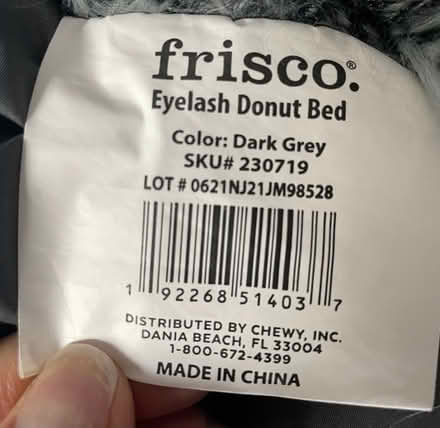 frisco®.
Eyelash Donut Bed
Color: Dark Grey
SKU# 230719
LOT # 0621NJ21JM98528
1 92268 51403 7
DISTRIBUTED BY CHEWY, INC.
DANIA BEACH, FL 33004
1-800-672-4399
MADE IN CHINA